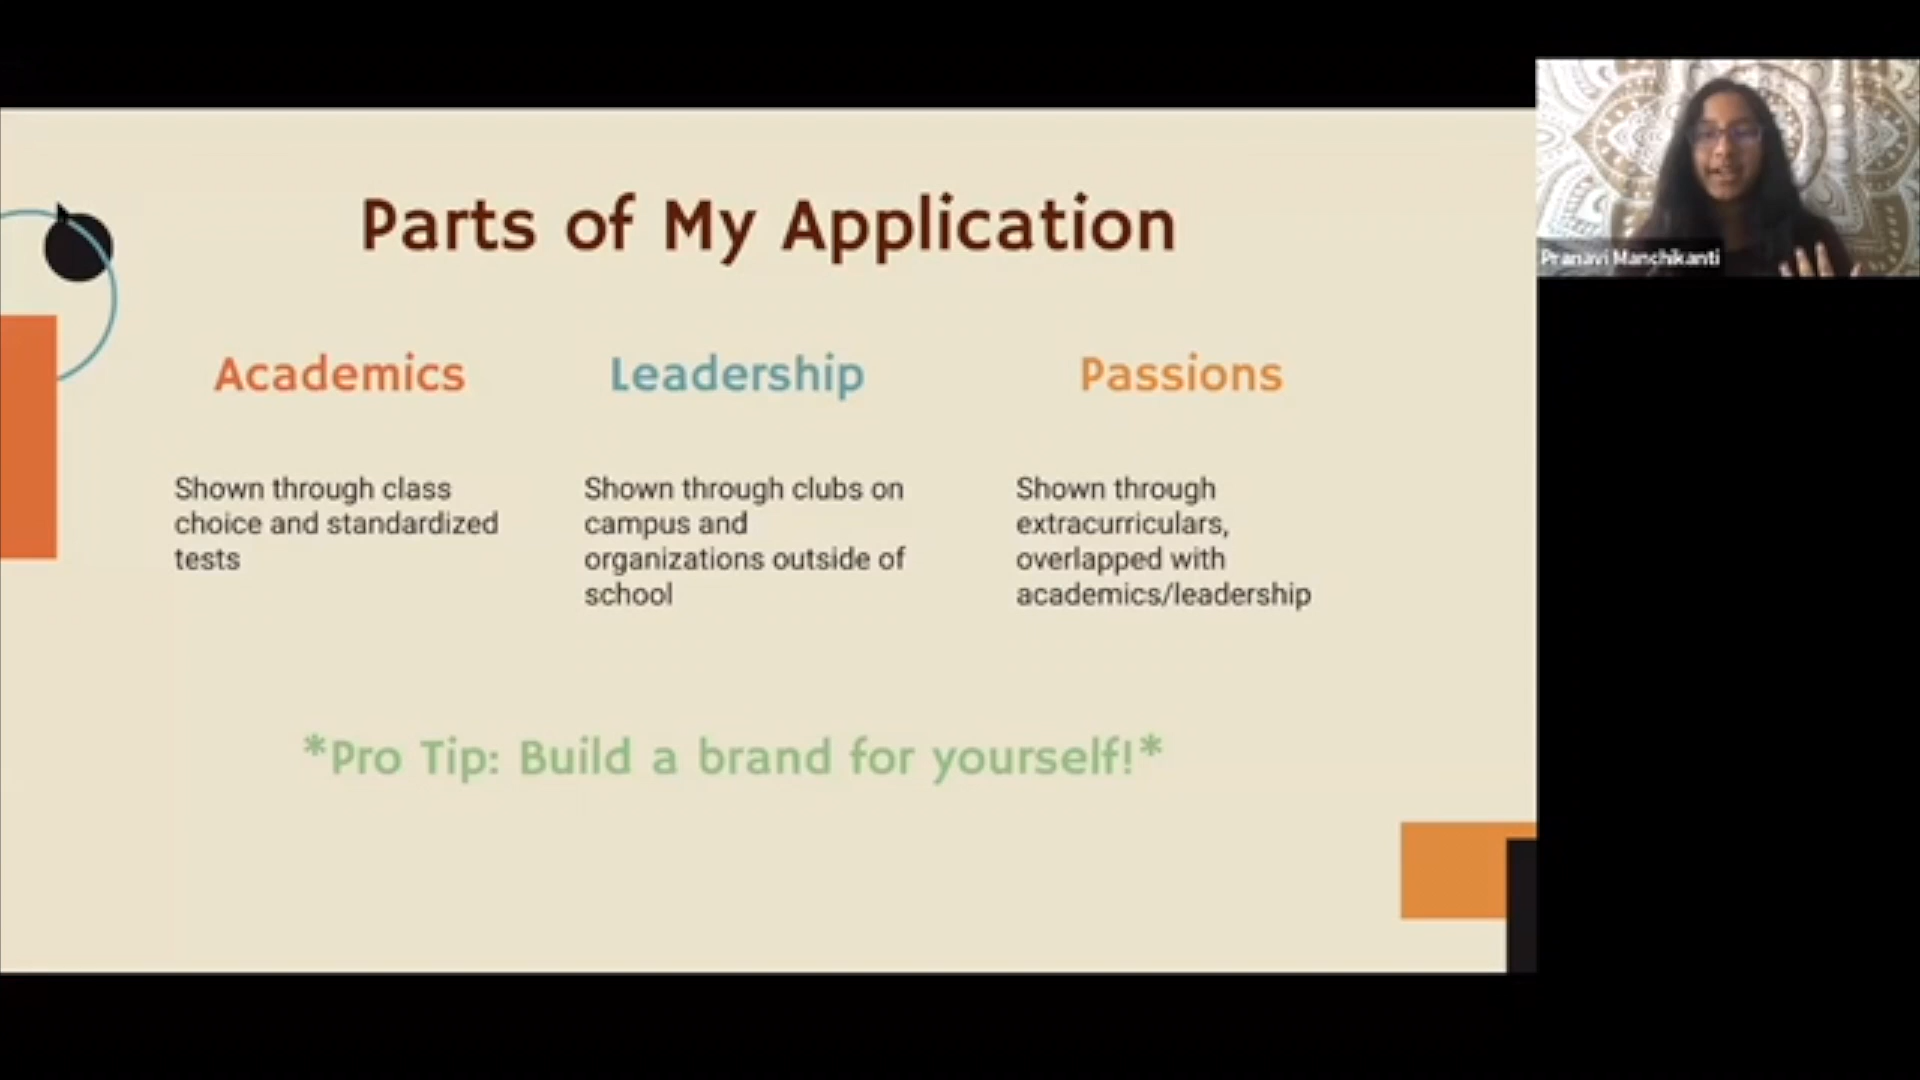 Parts of My Application
Academics
Shown through class
choice and standardized
tests
Leadership
Shown through clubs on
campus and
organizations outside of
school
Passions
Shown through
extracurriculars,
overlapped with
academics/leadership
*Pro Tip: Build a brand for yourself!*
Pranavi Manchikanti